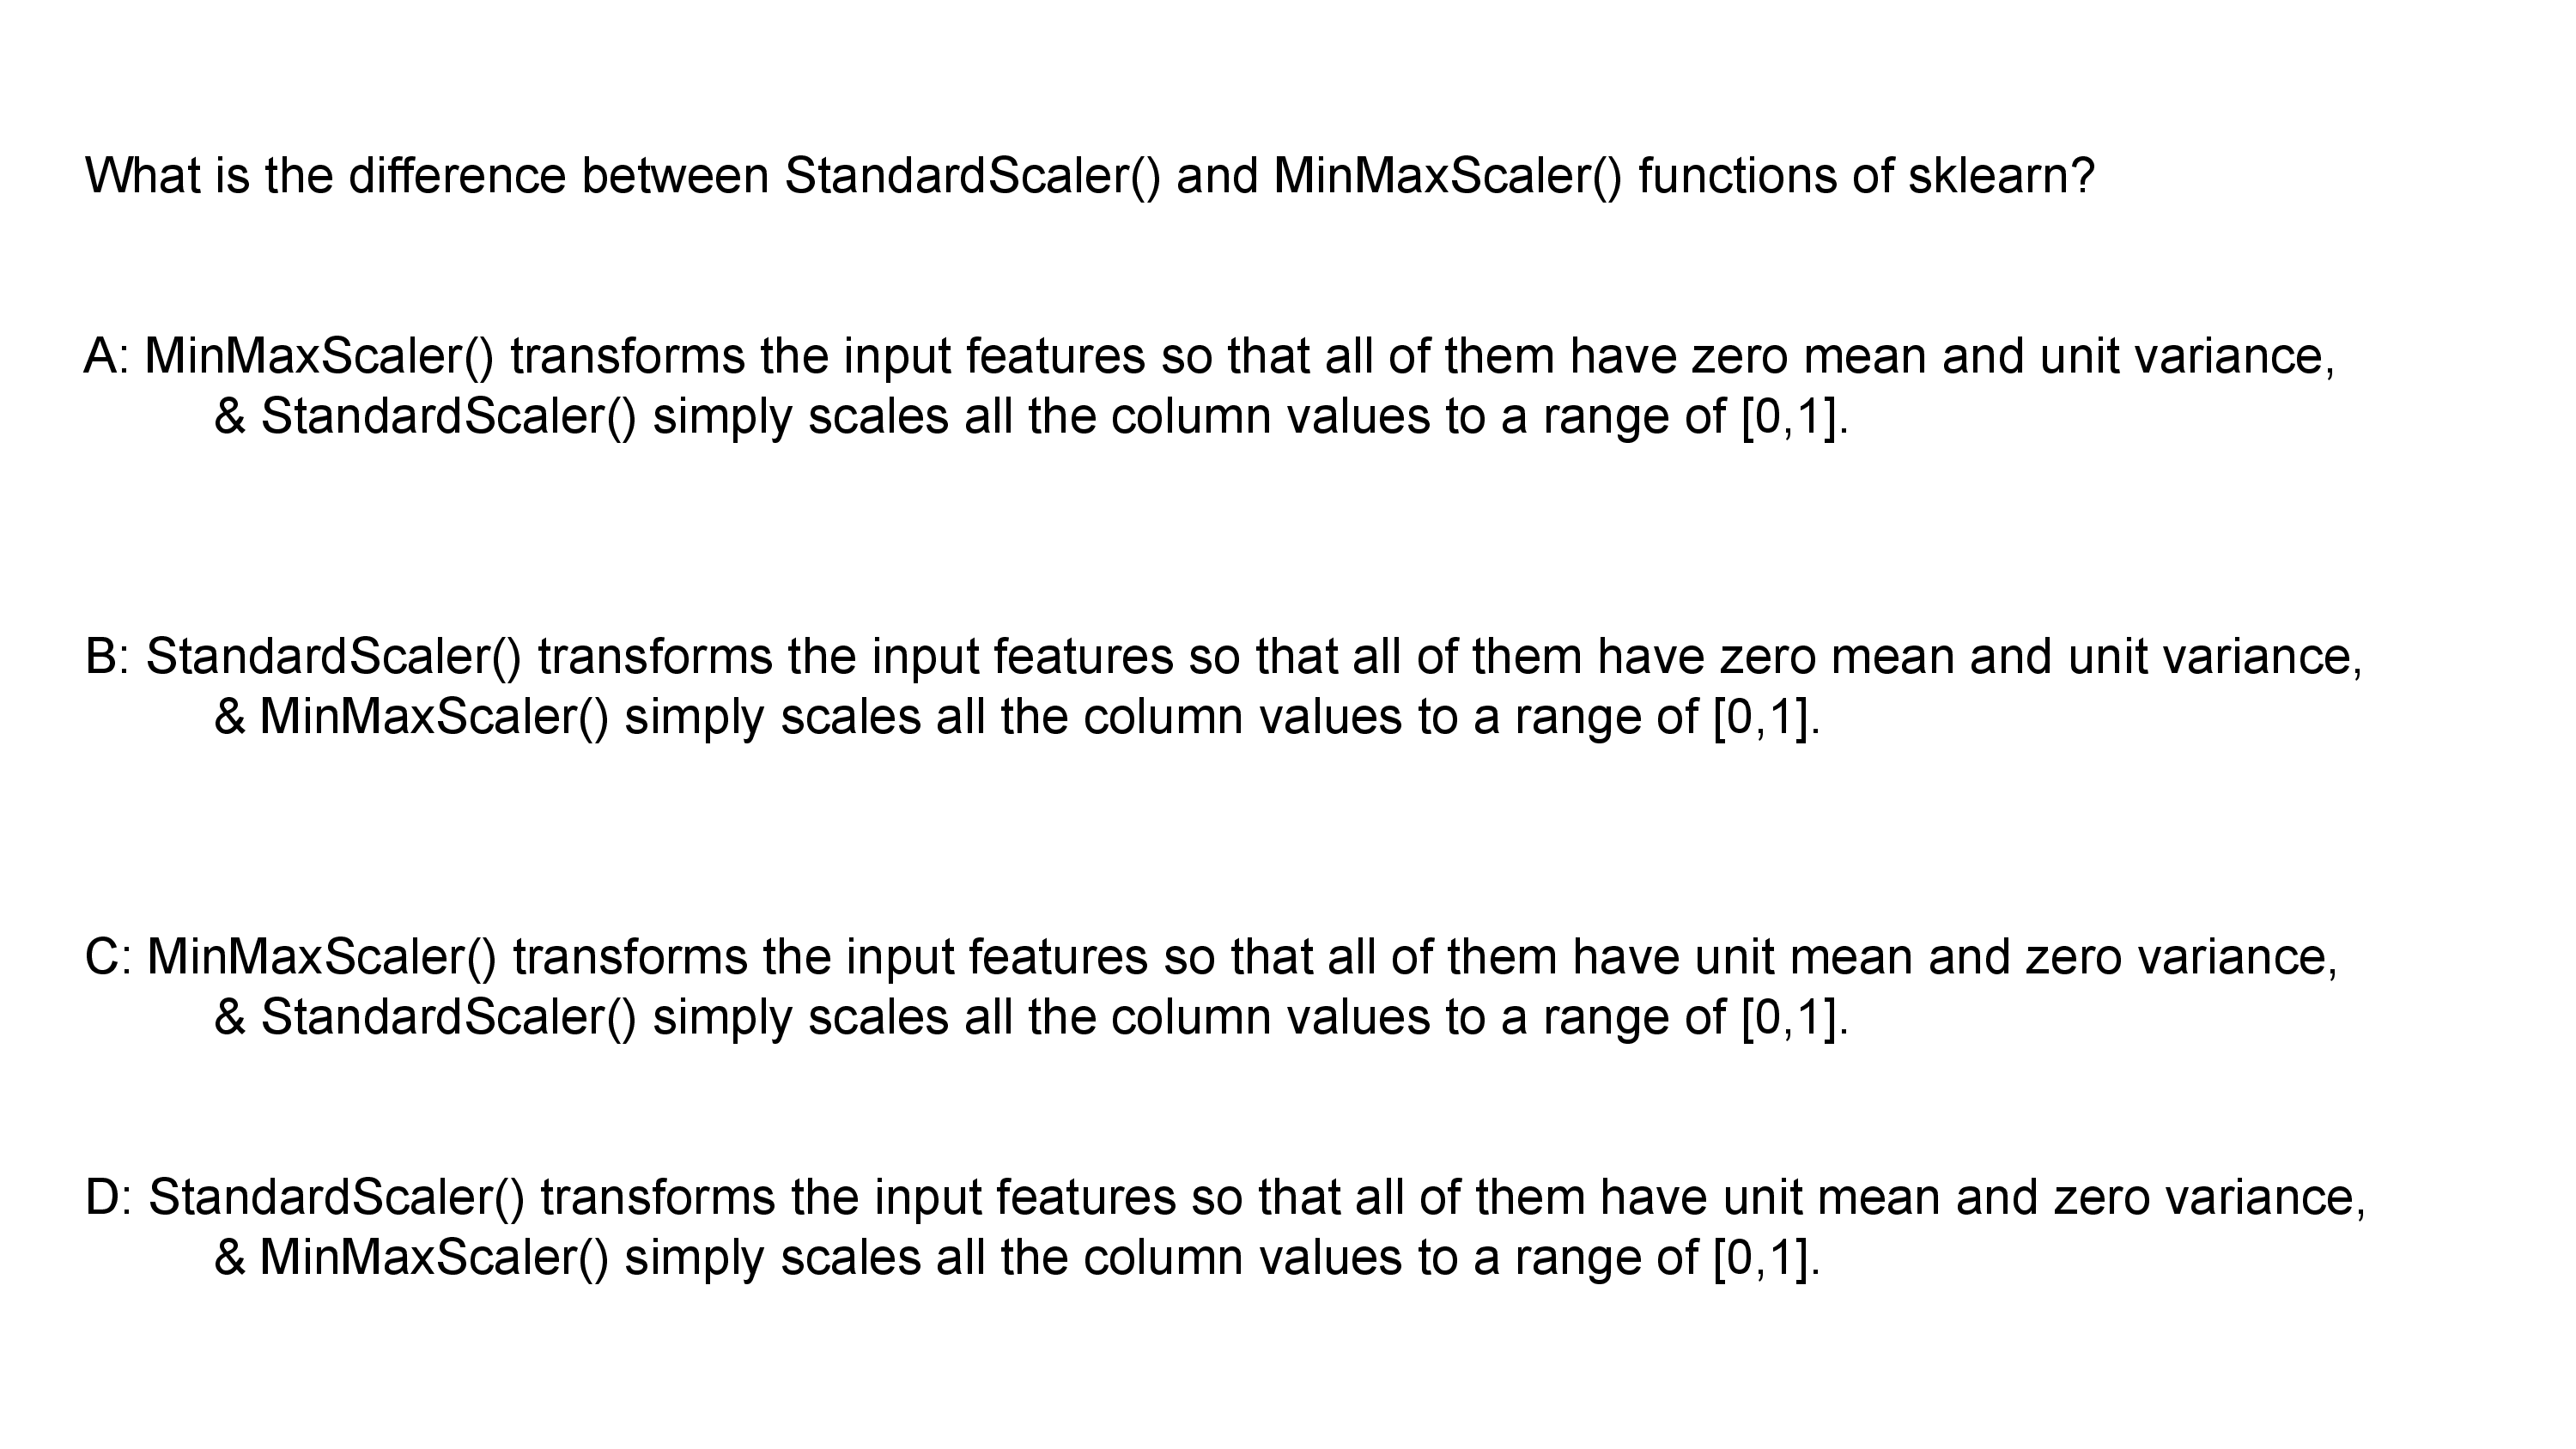 What is the difference between StandardScaler() and MinMaxScaler() functions of sklearn?
A: MinMaxScaler() transforms the input features so that all of them have zero mean and unit variance,
& StandardScaler() simply scales all the column values to a range of [0,1].
B: StandardScaler() transforms the input features so that all of them have zero mean and unit variance,
& MinMaxScaler() simply scales all the column values to a range of [0,1].
C: MinMaxScaler() transforms the input features so that all of them have unit mean and zero variance,
& StandardScaler() simply scales all the column values to a range of [0,1].
D: StandardScaler() transforms the input features so that all of them have unit mean and zero variance,
& MinMaxScaler() simply scales all the column values to a range of [0,1].